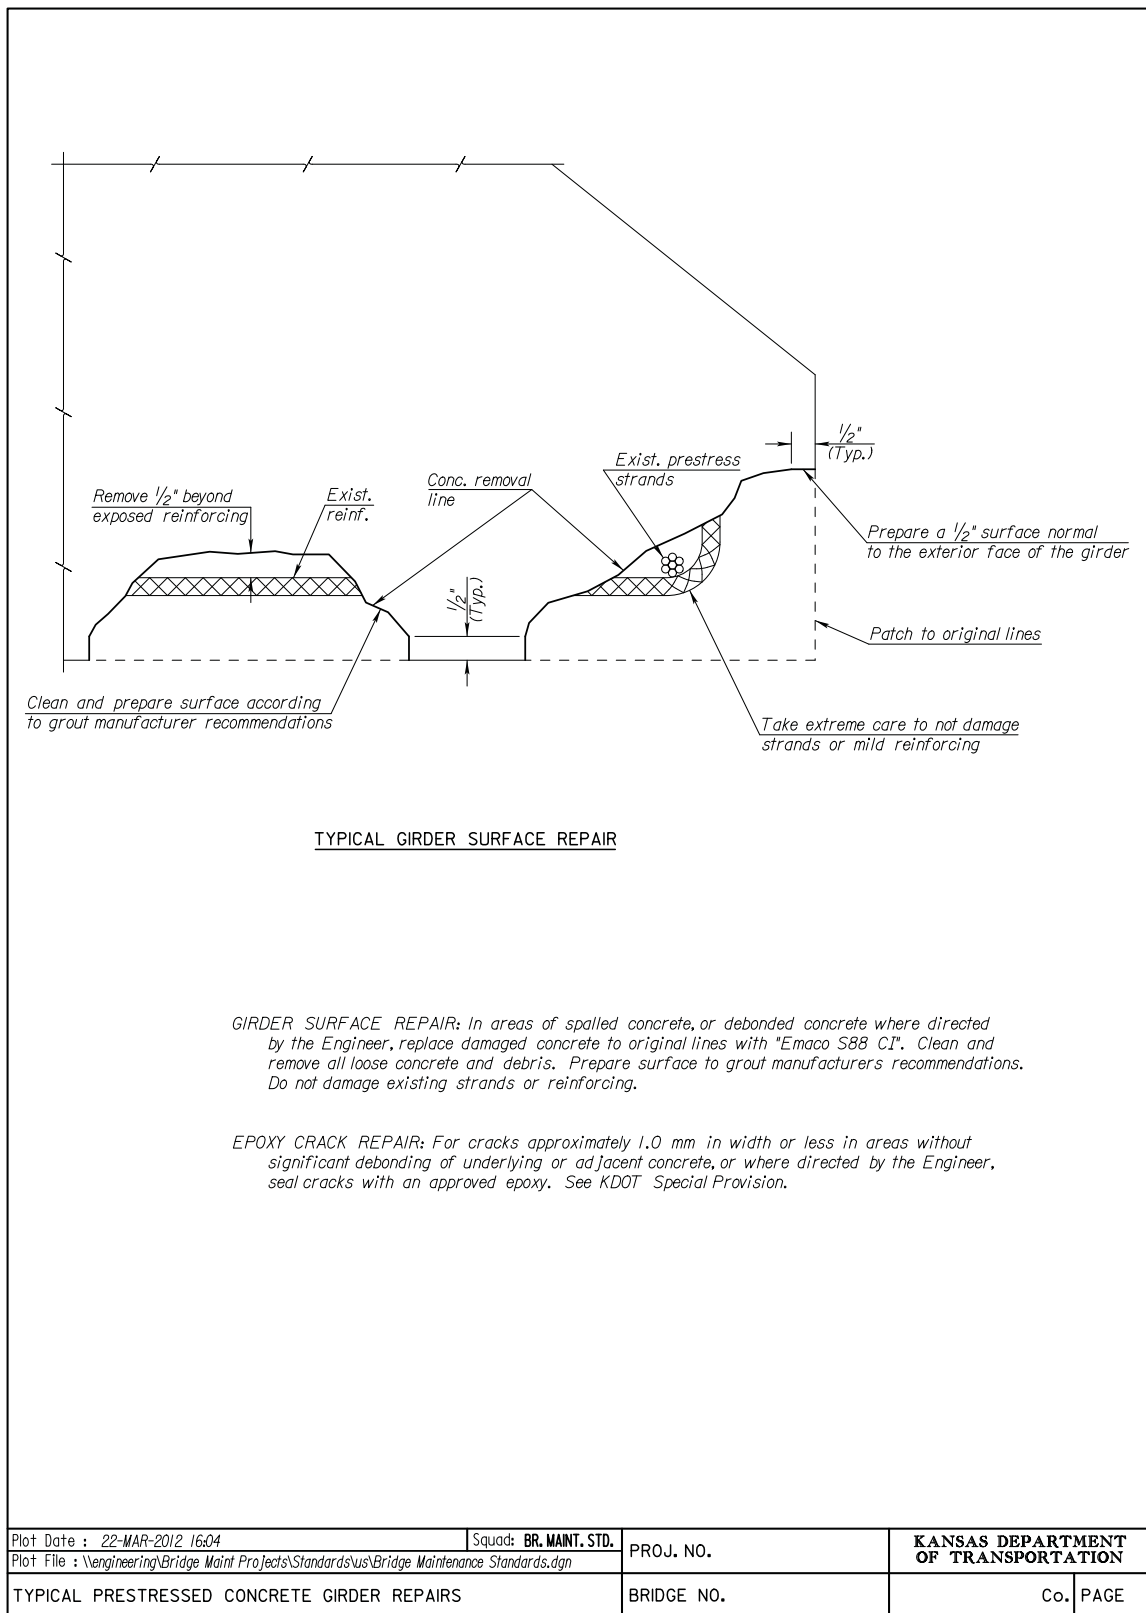 1/2"
(Typ.)
Exist. prestress
strands
Conc. removal
line
Remove 1/2" beyond
exposed reinforcing
Exist.
reinf.
Prepare a 1/2" surface normal
to the exterior face of the girder
1/2"
(Typ.)
Patch to original lines
Clean and prepare surface according
to grout manufacturer recommendations
Take extreme care to not damage
strands or mild reinforcing
TYPICAL GIRDER SURFACE REPAIR
GIRDER SURFACE REPAIR: In areas of spalled concrete, or debonded concrete where directed
by the Engineer, replace damaged concrete to original lines with "Emaco S88 CI". Clean and
remove all loose concrete and debris. Prepare surface to grout manufacturers recommendations.
Do not damage existing strands or reinforcing.
EPOXY CRACK REPAIR: For cracks approximately 1.0 mm in width or less in areas without
significant debonding of underlying or adjacent concrete, or where directed by the Engineer,
seal cracks with an approved epoxy. See KDOT Special Provision.
Plot Date : 22-MAR-2012 16:04
Squad: BR. MAINT. STD.
Plot File : \\engineering\Bridge Maint Projects\Standards\us\Bridge Maintenance Standards.dgn
PROJ. NO.
KANSAS DEPARTMENT
OF TRANSPORTATION
TYPICAL PRESTRESSED CONCRETE GIRDER REPAIRS
BRIDGE NO.
Co.
PAGE